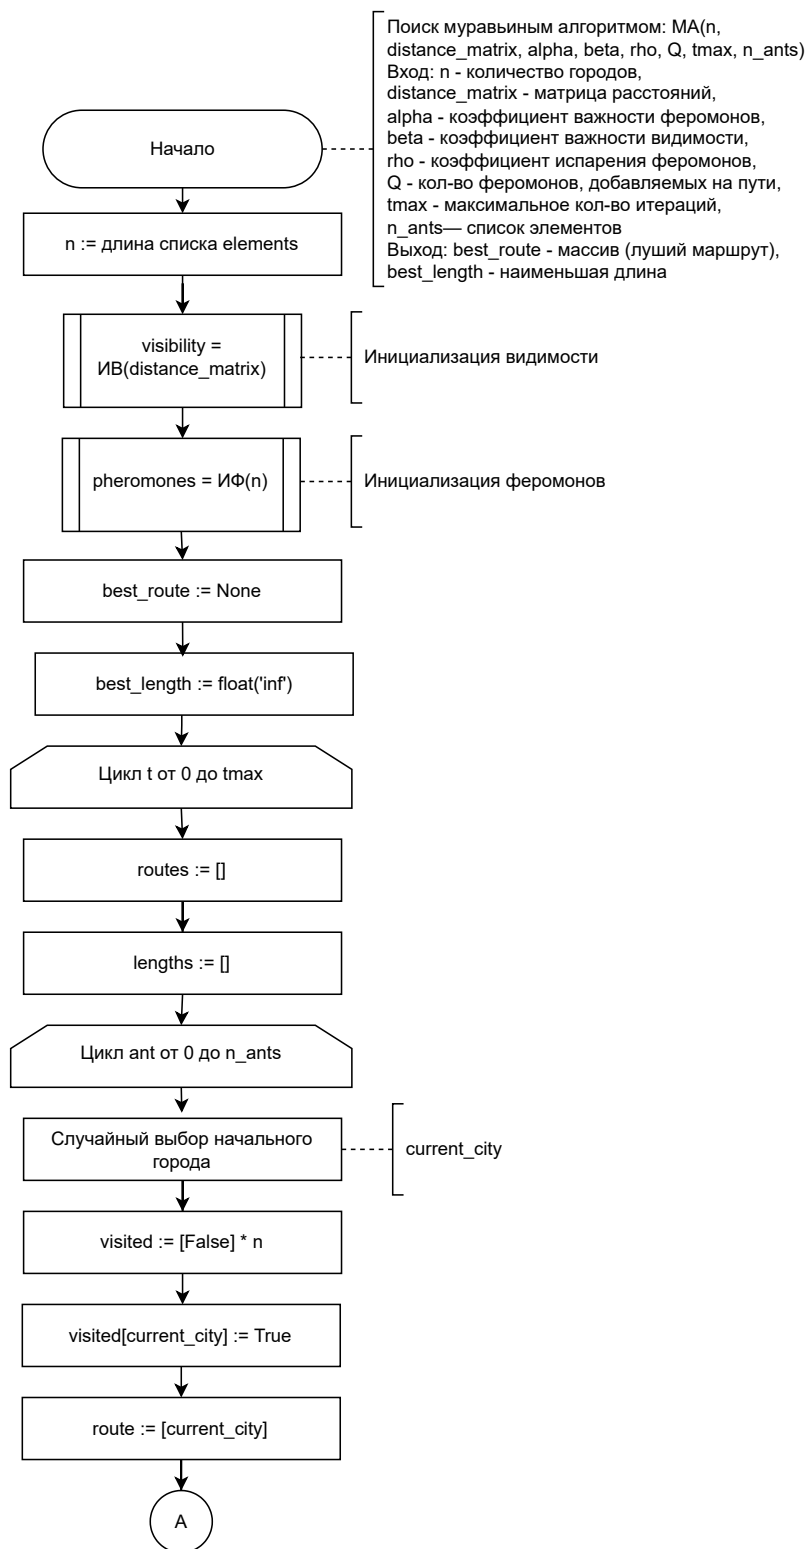 Поиск муравьиным алгоритмом: МА(n,
distance_matrix, alpha, beta, rho, Q, tmax, n_ants)
Вход: n - количество городов,
distance_matrix - матрица расстояний,
alpha - коэффициент важности феромонов,
beta - коэффициент важности видимости,
rho - коэффициент испарения феромонов,
Q - кол-во феромонов, добавляемых на пути,
tmax - максимальное кол-во итераций,
n_ants— список элементов
Выход: best_route - массив (луший маршрут),
best_length - наименьшая длина
Начало
n := длина списка elements
visibility =
ИВ(distance_matrix)
Инициализация видимости
pheromones = ИФ(n)
Инициализация феромонов
best_route := None
best_length := float('inf')
Цикл t от 0 до tmax
routes := []
lengths := []
Цикл ant от 0 до n_ants
Случайный выбор начального
города
current_city
visited := [False] * n
visited[current_city] := True
route := [current_city]
A